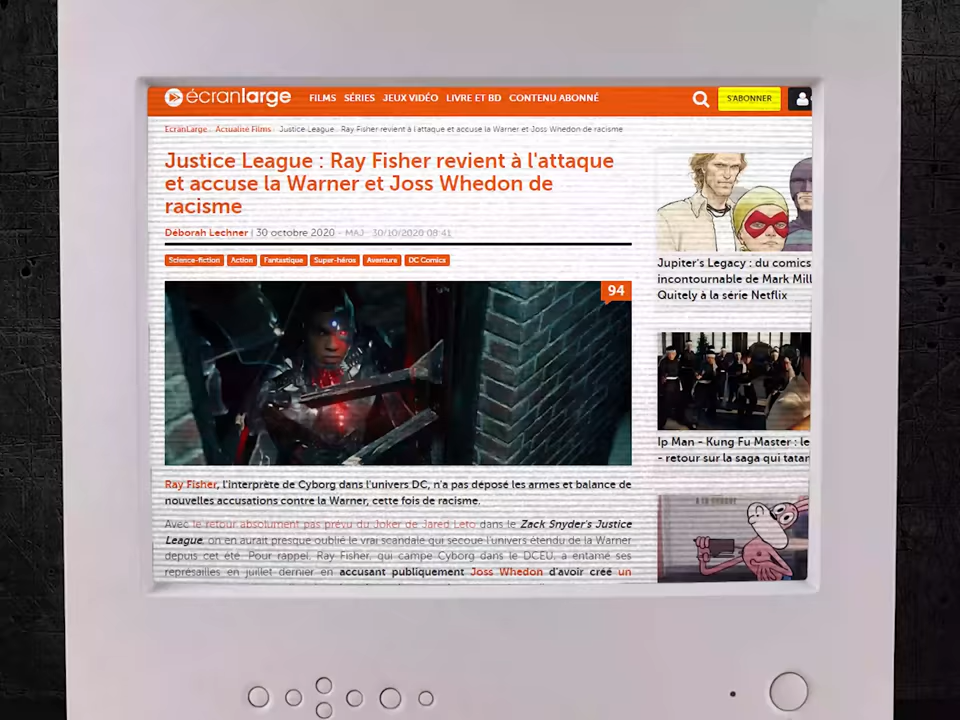 écranlarge
FILMS SÉRIES JEUX VIDÉO LIVRE ET BD CONTENU ABONNÉ
S'ABONNER
EcranLarge Actualité Films Justice League : Ray Fisher revient à l'attaque et accuse la Warner et Joss Whedon de racisme
Justice League : Ray Fisher revient à l'attaque
et accuse la Warner et Joss Whedon de
racisme
Déborah Lechner | 30 octobre 2020 - MAJ : 30/10/2020 08:41
Science-fiction Action Fantastique Super-héros Aventure DC Comics
94
Ray Fisher, l'interprète de Cyborg dans l'univers DC, n'a pas déposé les armes et balance de
nouvelles accusations contre la Warner, cette fois de racisme.
Avec le retour absolument pas prévu du Joker de Jared Leto dans le Zack Snyder's Justice
League, on en aurait presque oublié le vrai scandale qui secoue l'univers étendu de la Warner
depuis cet été. Pour rappel, Ray Fisher, qui campe Cyborg dans le DCEU, a entamé ses
représailles en juillet dernier en accusant publiquement Joss Whedon d'avoir créé un
Jupiter's Legacy : du comics
incontournable de Mark Mill
Quitely à la série Netflix
Ip Man - Kung Fu Master : le
- retour sur la saga qui tatar